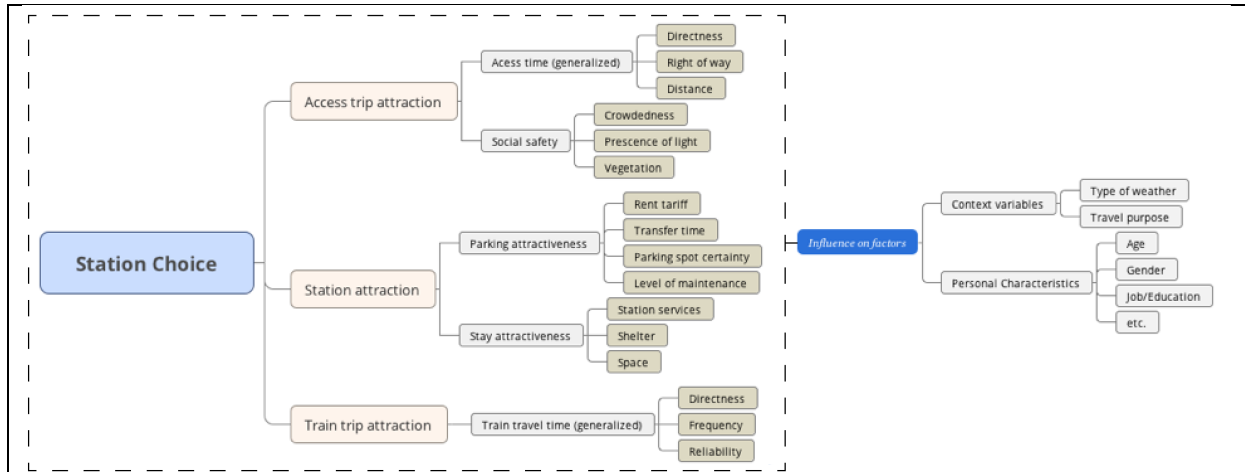 Station Choice
Access trip attraction
Acess time (generalized)
Directness
Right of way
Distance
Social safety
Crowdedness
Prescence of light
Vegetation
Station attraction
Parking attractiveness
Rent tariff
Transfer time
Parking spot certainty
Level of maintenance
Stay attractiveness
Station services
Shelter
Space
Train trip attraction
Train travel time (generalized)
Directness
Frequency
Reliability
Influence on factors
Context variables
Type of weather
Travel purpose
Personal Characteristics
Age
Gender
Job/Education
etc.